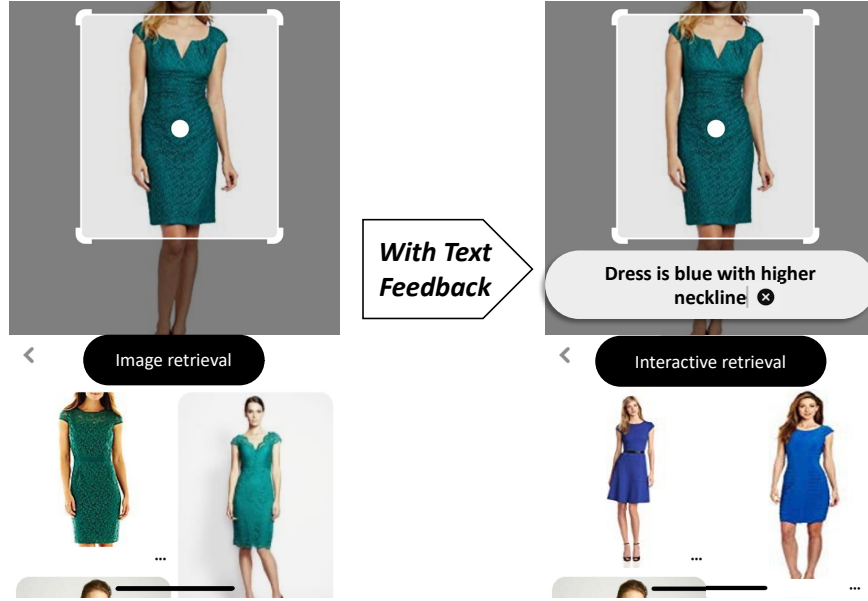 With Text
Feedback
Dress is blue with higher
neckline
Image retrieval
Interactive retrieval
...
...
...